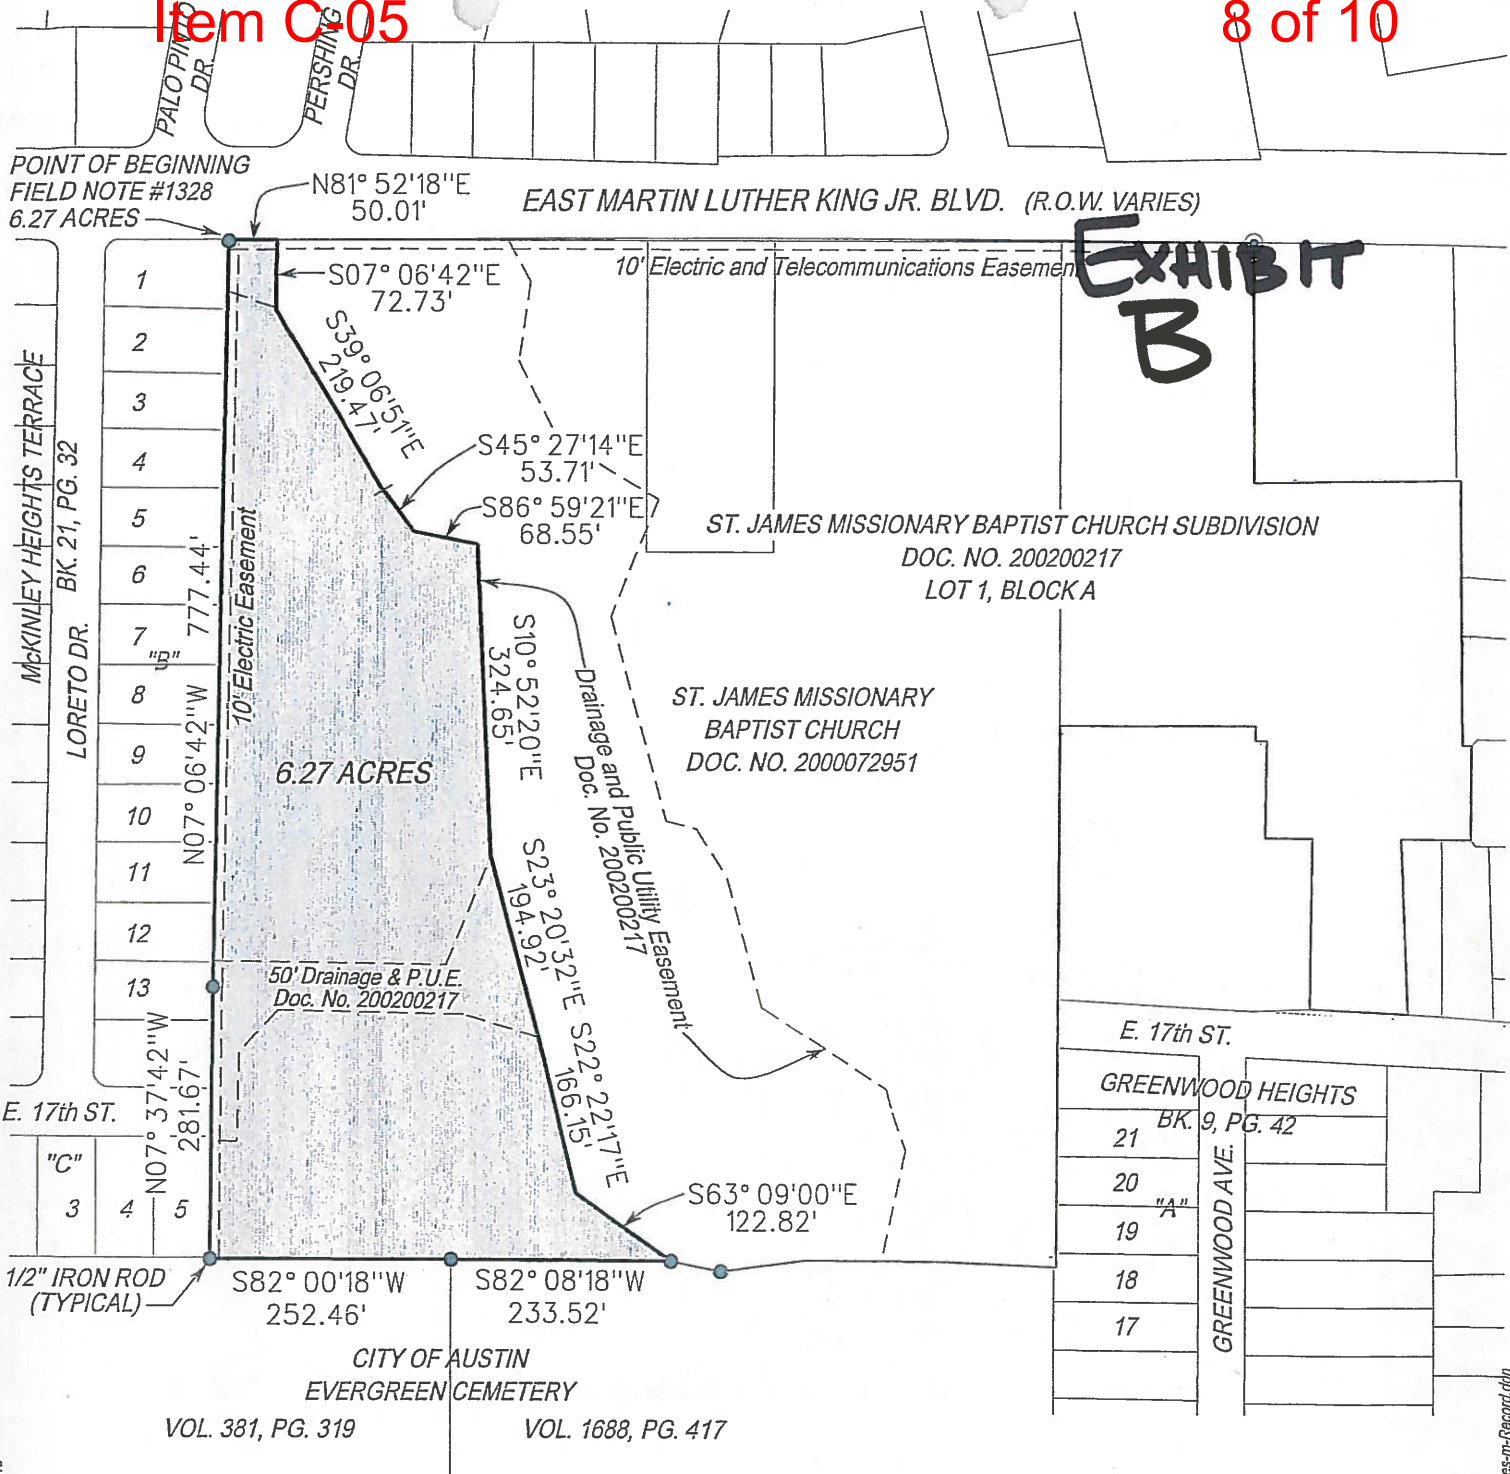 Item C-05
8 of 10
PALO PINTO
DR.
PERSHING
DR.
POINT OF BEGINNING
FIELD NOTE #1328
6.27 ACRES
N81° 52'18"E
50.01'
EAST MARTIN LUTHER KING JR. BLVD. (R.O.W. VARIES)
EXHIBIT
B
10' Electric and Telecommunications Easement
S07° 06'42"E
72.73'
S39° 06'51"E
219.47'
S45° 27'14"E
53.71'
S86° 59'21"E
68.55'
ST. JAMES MISSIONARY BAPTIST CHURCH SUBDIVISION
DOC. NO. 200200217
LOT 1, BLOCK A
McKINLEY HEIGHTS TERRACE
BK. 21, PG. 32
LORETO DR.
1
2
3
4
5
6
7
"B"
8
9
10
11
12
13
N07° 06'42"W 777.44'
10' Electric Easement
S10° 52'20"E
324.65'
Drainage and Public Utility Easement
Doc. No. 200200217
ST. JAMES MISSIONARY
BAPTIST CHURCH
DOC. NO. 2000072951
6.27 ACRES
S23° 20'32"E
194.92'
50' Drainage & P.U.E.
Doc. No. 200200217
S22° 22'17"E
166.15'
N07° 37'42"W
281.67'
E. 17th ST.
"C"
3
4
5
E. 17th ST.
GREENWOOD HEIGHTS
BK. 9, PG. 42
21
20
"A"
19
18
17
GREENWOOD AVE.
S63° 09'00"E
122.82'
1/2" IRON ROD
(TYPICAL)
S82° 00'18"W
252.46'
S82° 08'18"W
233.52'
CITY OF AUSTIN
EVERGREEN CEMETERY
VOL. 381, PG. 319
VOL. 1688, PG. 417